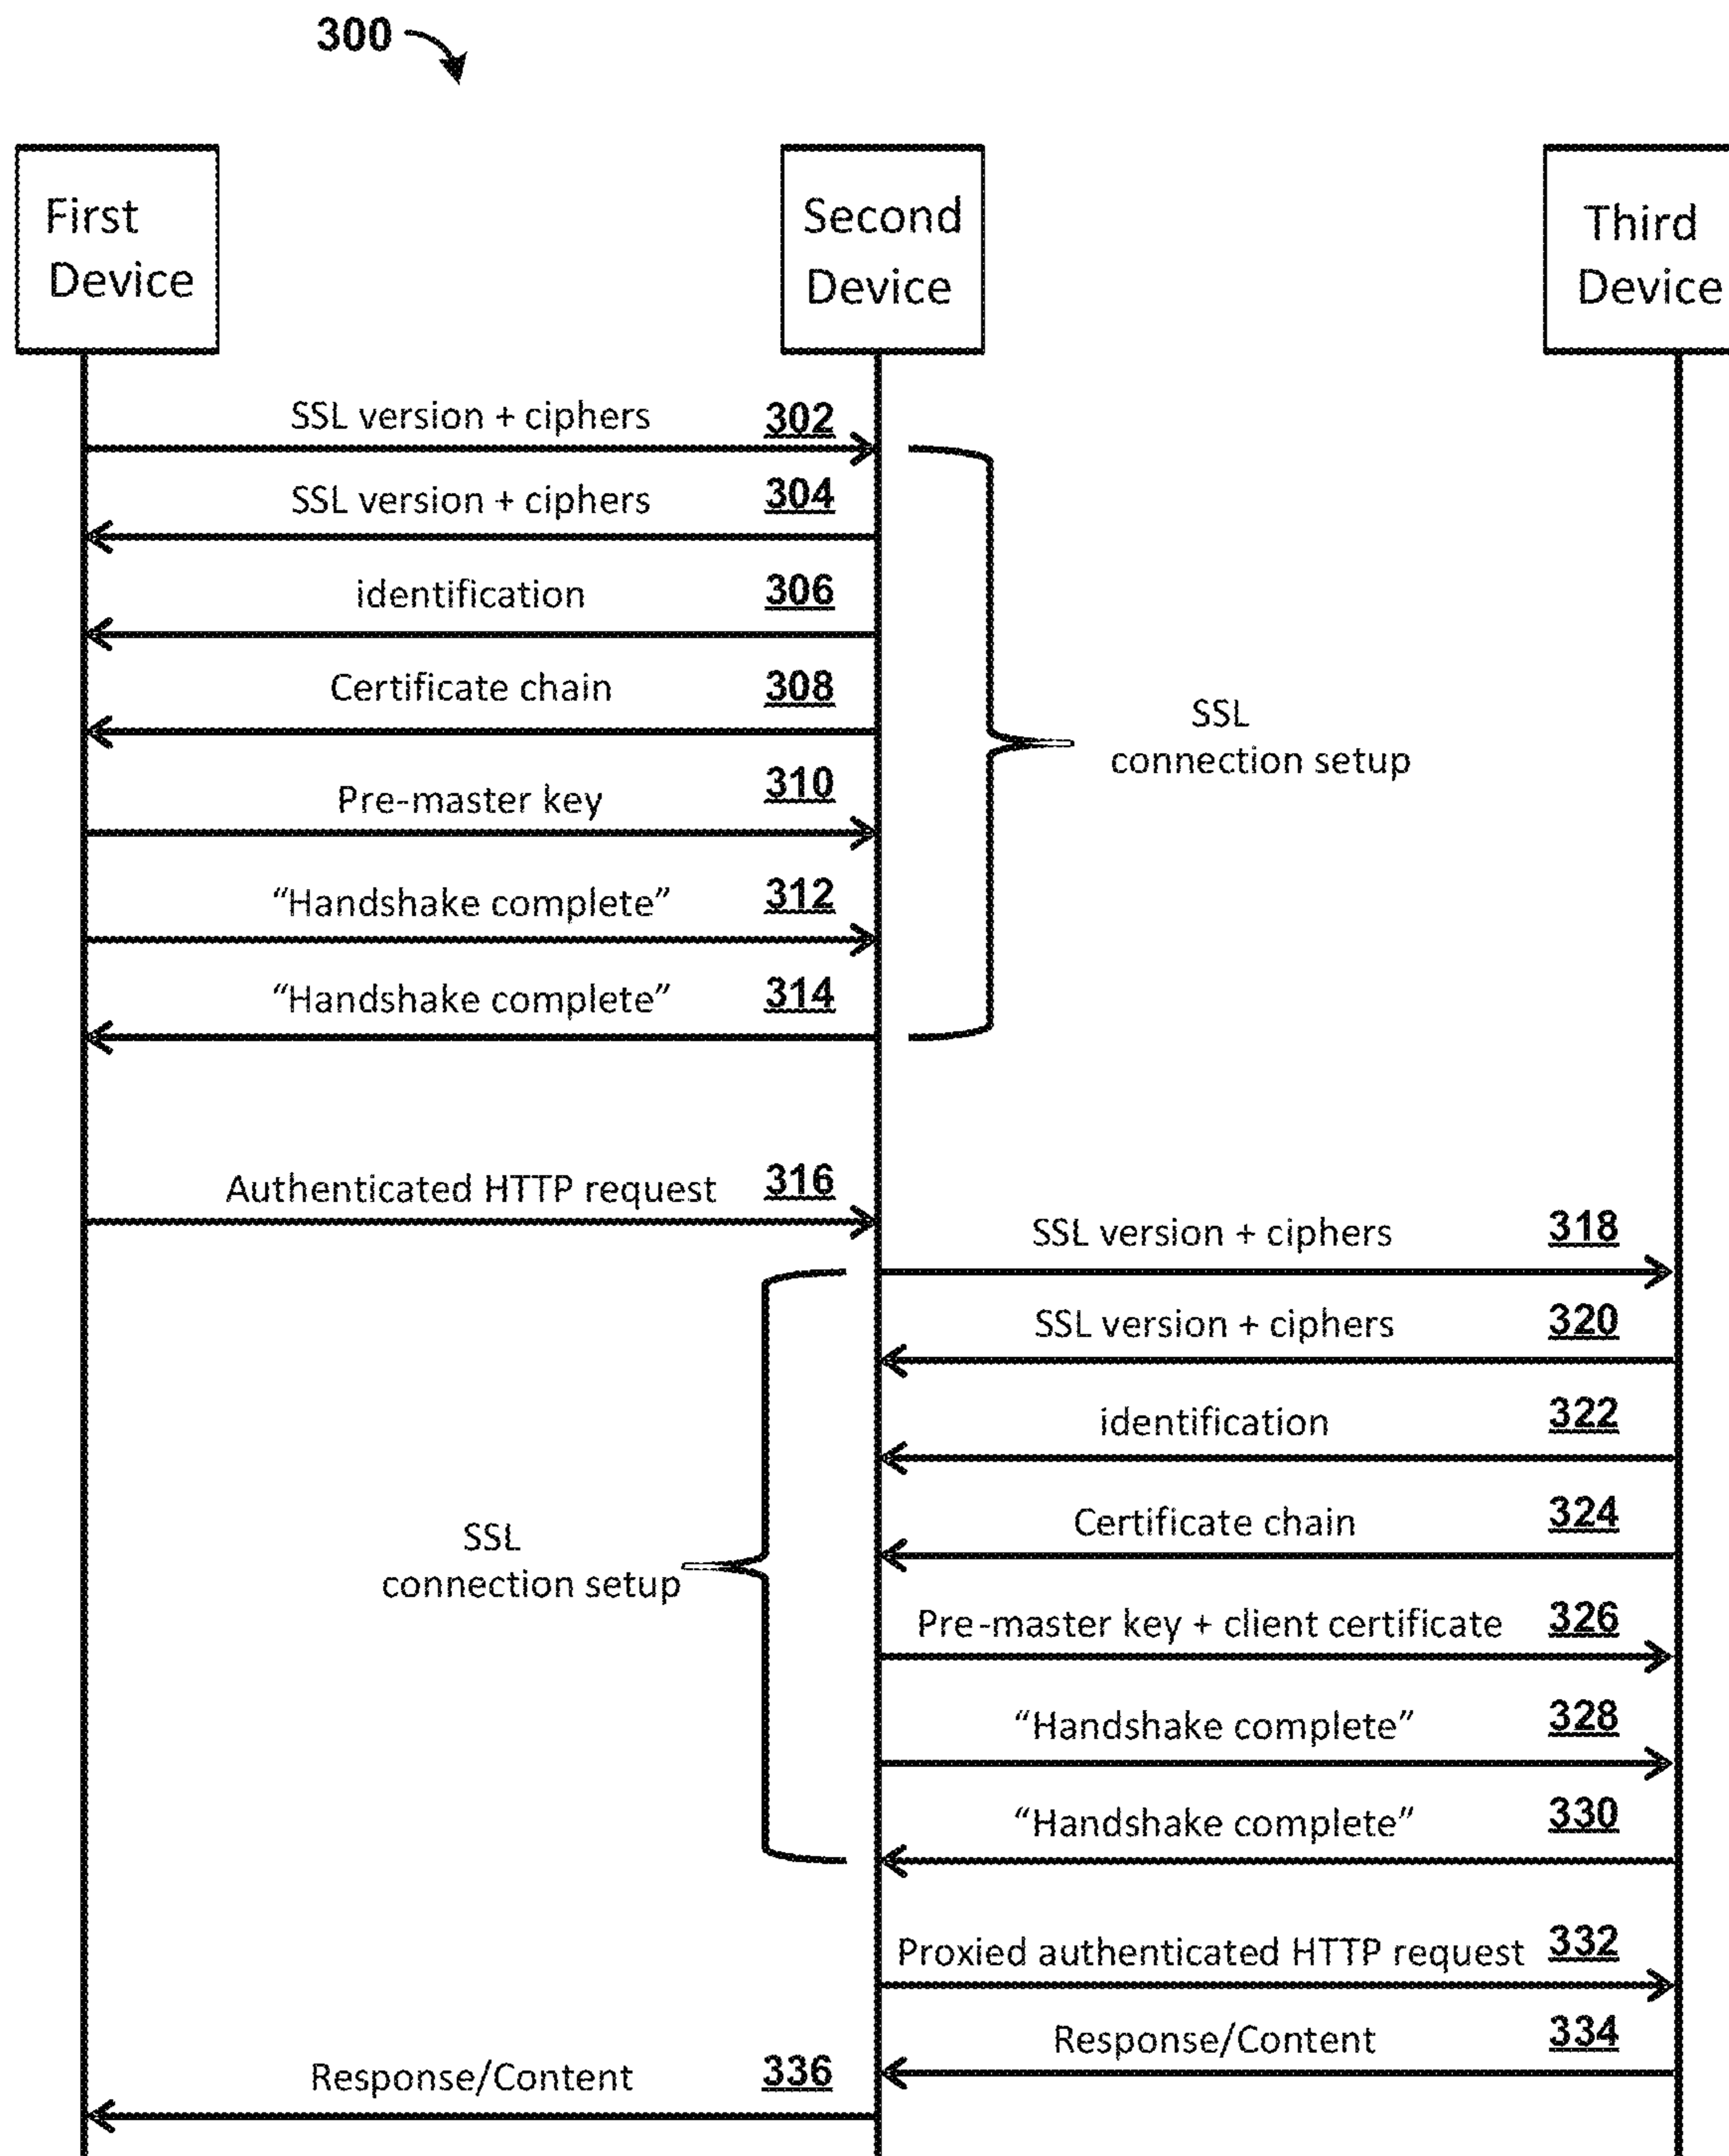 300
First
Device
Second
Device
Third
Device
SSL version + ciphers 302
SSL version + ciphers 304
identification 306
Certificate chain 308
SSL
connection setup
Pre-master key 310
“Handshake complete” 312
“Handshake complete” 314
Authenticated HTTP request 316
SSL version + ciphers 318
SSL version + ciphers 320
identification 322
Certificate chain 324
SSL
connection setup
Pre-master key + client certificate 326
“Handshake complete” 328
“Handshake complete” 330
Proxied authenticated HTTP request 332
Response/Content 334
Response/Content 336